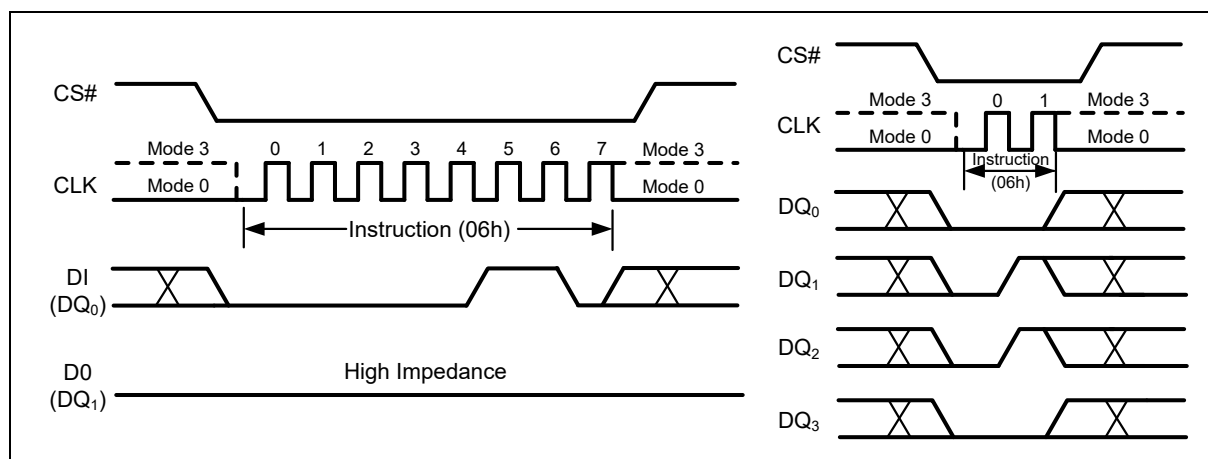 CS#
Mode 3 0 1 2 3 4 5 6 7 Mode 3
CLK Mode 0 Mode 0
Instruction (06h)
DI
(DQ0)
D0 High Impedance
(DQ1)
CS#
Mode 3 0 1 Mode 3
CLK Mode 0 Mode 0
Instruction
(06h)
DQ0
DQ1
DQ2
DQ3